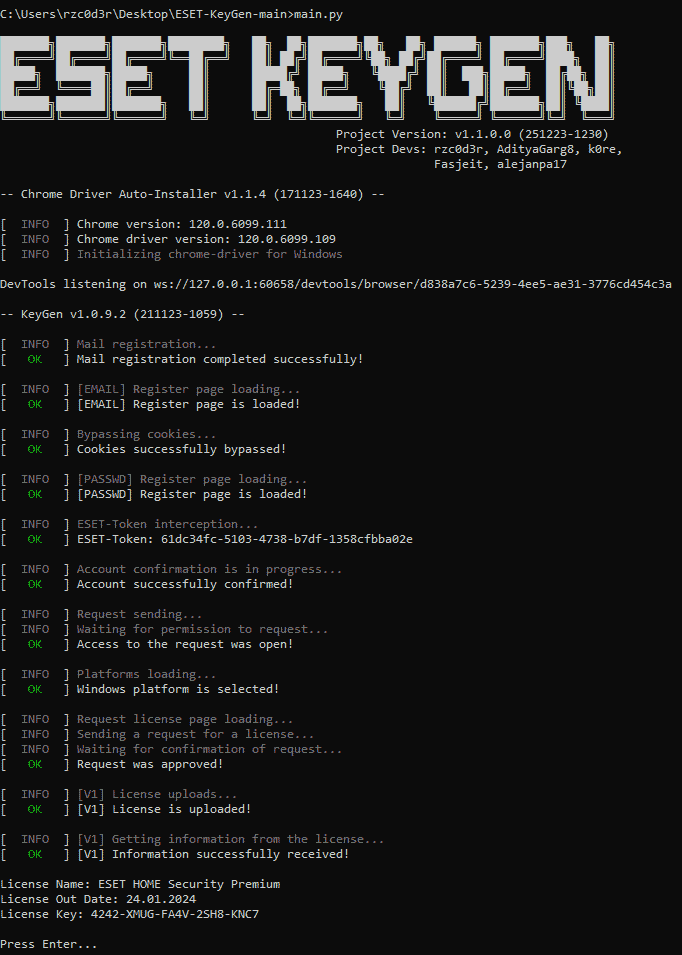 C:\Users\rzc0d3r\Desktop\ESET-KeyGen-main>main.py
ESET KEYGEN
Project Version: v1.1.0.0 (251223-1230)
Project Devs: rzc0d3r, AdityaGarg8, k0re,
Fasjeit, alejanpa17
-- Chrome Driver Auto-Installer v1.1.4 (171123-1640) --
[ INFO ] Chrome version: 120.0.6099.111
[ INFO ] Chrome driver version: 120.0.6099.109
[ INFO ] Initializing chrome-driver for Windows
DevTools listening on ws://127.0.0.1:60658/devtools/browser/d838a7c6-5239-4ee5-ae31-3776cd454c3a
-- KeyGen v1.0.9.2 (211123-1059) --
[ INFO ] Mail registration...
[ OK ] Mail registration completed successfully!
[ INFO ] [EMAIL] Register page loading...
[ OK ] [EMAIL] Register page is loaded!
[ INFO ] Bypassing cookies...
[ OK ] Cookies successfully bypassed!
[ INFO ] [PASSWD] Register page loading...
[ OK ] [PASSWD] Register page is loaded!
[ INFO ] ESET-Token interception...
[ OK ] ESET-Token: 61dc34fc-5103-4738-b7df-1358cfbba02e
[ INFO ] Account confirmation is in progress...
[ OK ] Account successfully confirmed!
[ INFO ] Request sending...
[ INFO ] Waiting for permission to request...
[ OK ] Access to the request was open!
[ INFO ] Platforms loading...
[ OK ] Windows platform is selected!
[ INFO ] Request license page loading...
[ INFO ] Sending a request for a license...
[ INFO ] Waiting for confirmation of request...
[ OK ] Request was approved!
[ INFO ] [V1] License uploads...
[ OK ] [V1] License is uploaded!
[ INFO ] [V1] Getting information from the license...
[ OK ] [V1] Information successfully received!
License Name: ESET HOME Security Premium
License Out Date: 24.01.2024
License Key: 4242-XMUG-FA4V-2SH8-KNC7
Press Enter...